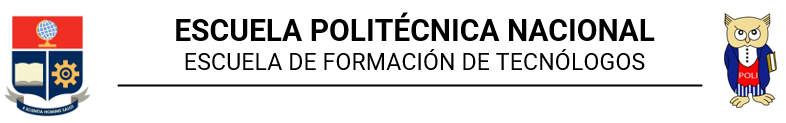 ESCUELA POLITÉCNICA NACIONAL
ESCUELA DE FORMACIÓN DE TECNÓLOGOS
POLI